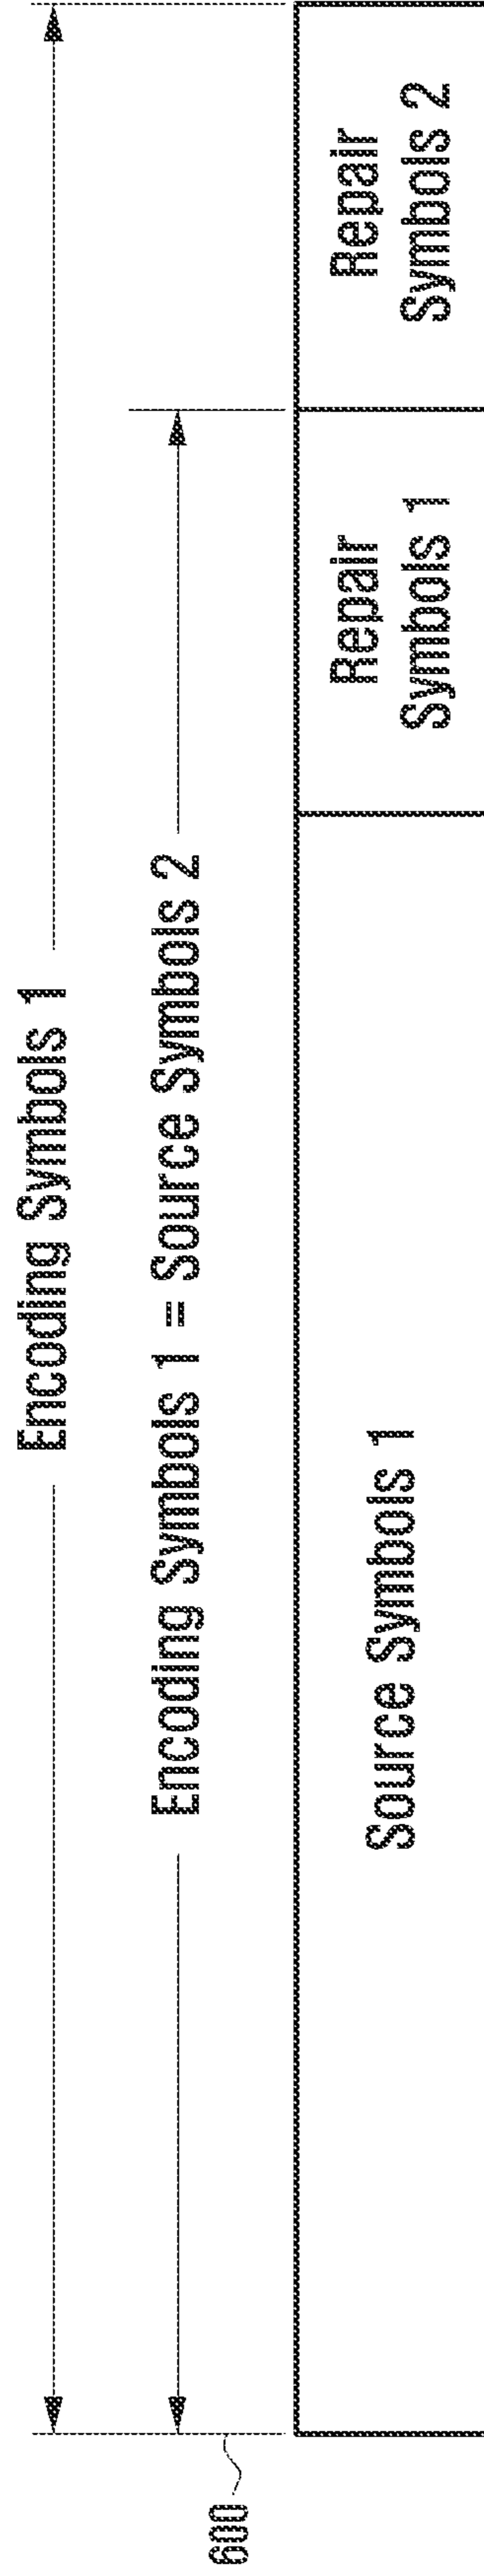 Encoding Symbols 1
Encoding Symbols 1 = Source Symbols 2
600
Source Symbols 1
Repair
Symbols 1
Repair
Symbols 2